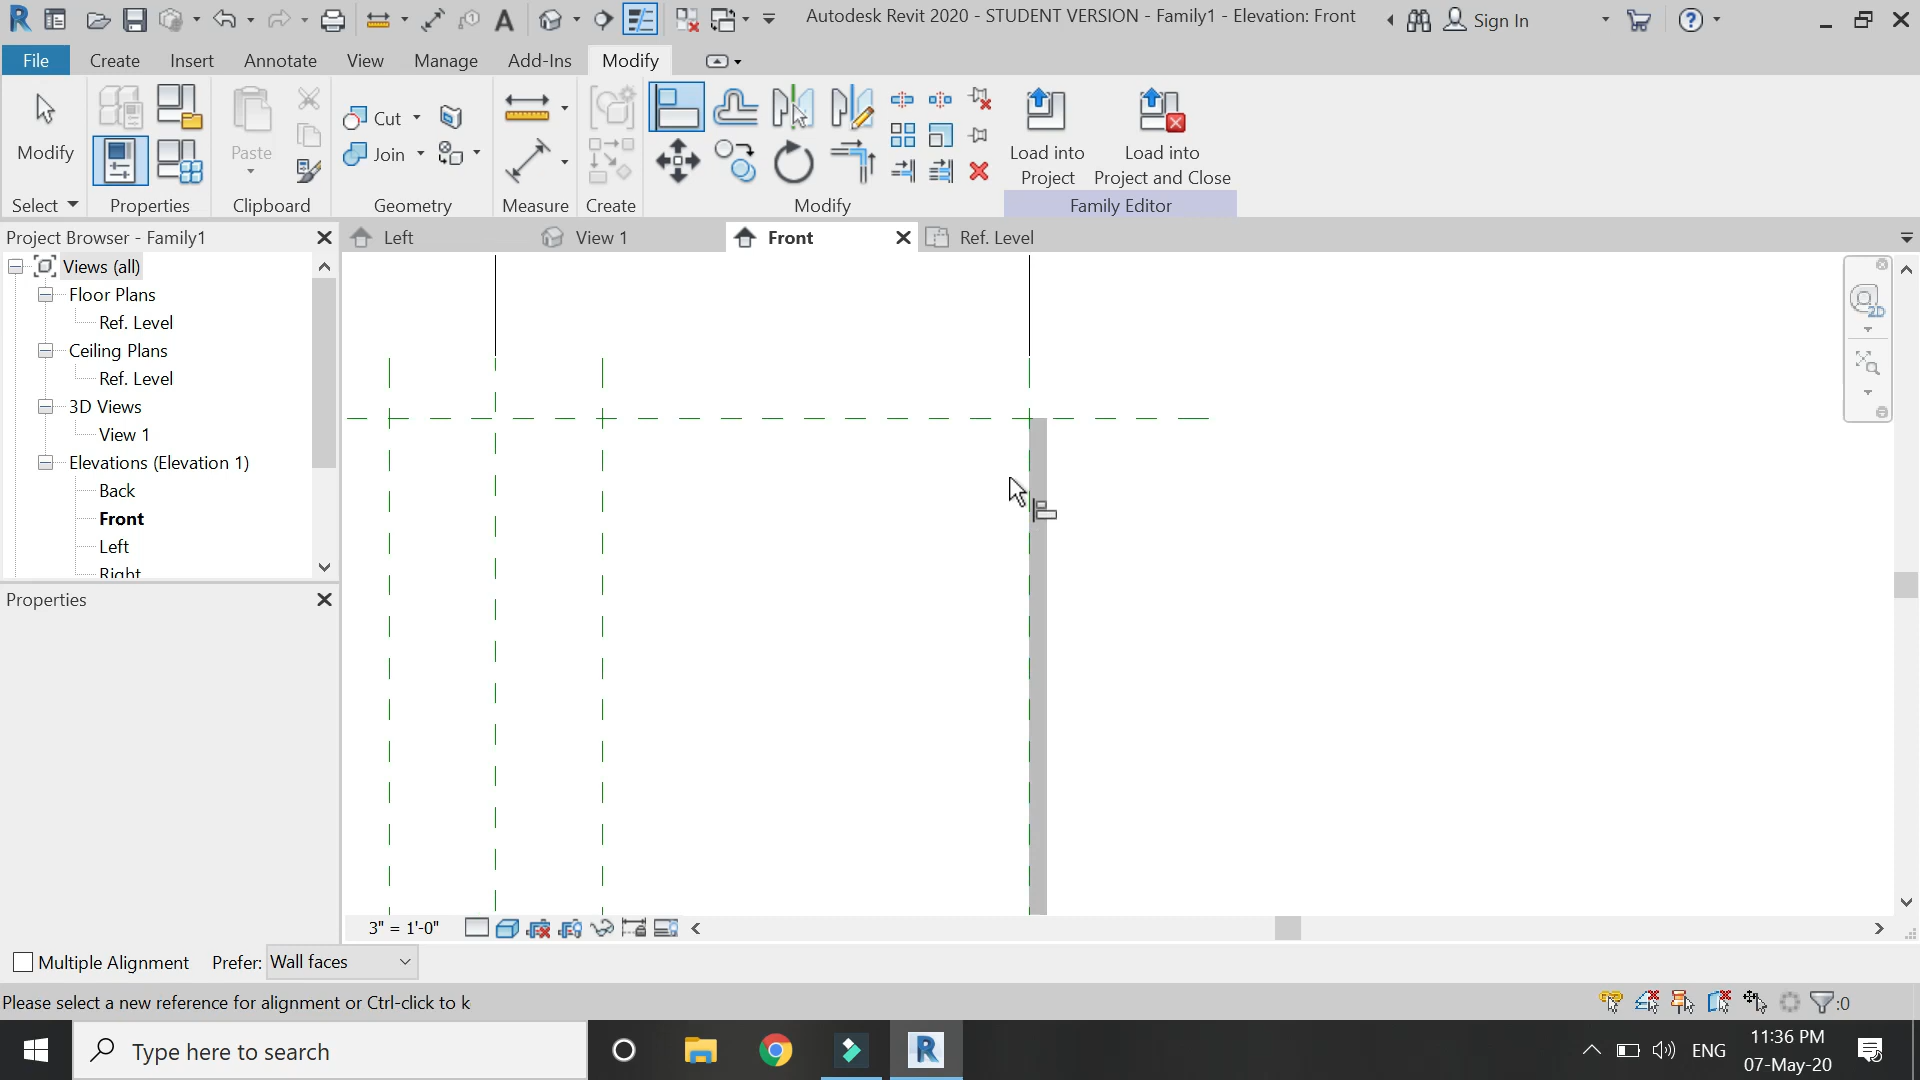 Autodesk Revit 2020 - STUDENT VERSION - Family1 - Elevation: Front
Sign In
File Create Insert Annotate View Manage Add-Ins Modify
Modify
Paste
Cut
Join
Load into Project
Load into Project and Close
Select Properties Clipboard Geometry Measure Create Modify Family Editor
Project Browser - Family1
Left
View 1
Front
Ref. Level
Views (all)
Floor Plans
Ref. Level
Ceiling Plans
Ref. Level
3D Views
View 1
Elevations (Elevation 1)
Back
Front
Left
Right
Properties
2D
3" = 1'-0"
Multiple Alignment Prefer: Wall faces
Please select a new reference for alignment or Ctrl-click to k
:0
Type here to search
ENG
11:36 PM
07-May-20